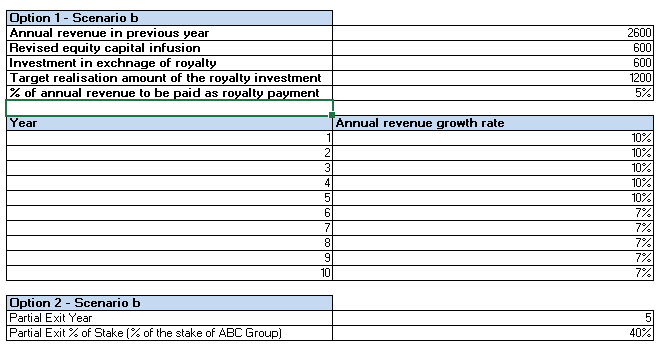 Option 1 - Scenario b
Annual revenue in previous year 2600
Revised equity capital infusion 600
Investment in exchnage of royalty 600
Target realisation amount of the royalty investment 1200
% of annual revenue to be paid as royalty payment 5%
Year Annual revenue growth rate
1 10%
2 10%
3 10%
4 10%
5 10%
6 7%
7 7%
8 7%
9 7%
10 7%
Option 2 - Scenario b
Partial Exit Year 5
Partial Exit % of Stake (% of the stake of ABC Group) 40%